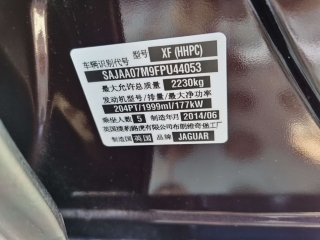 车辆识别代号 型号 XF (HHPC)
SAJAA07M9FPU44053
最大允许总质量 2230kg
发动机型号/排量/最大净功率
204PT/1999ml/177kW
乘坐人数 5 制造年月 2014/06
英国捷豹路虎有限公司布朗维奇堡工厂
制造国 英国 品牌 JAGUAR